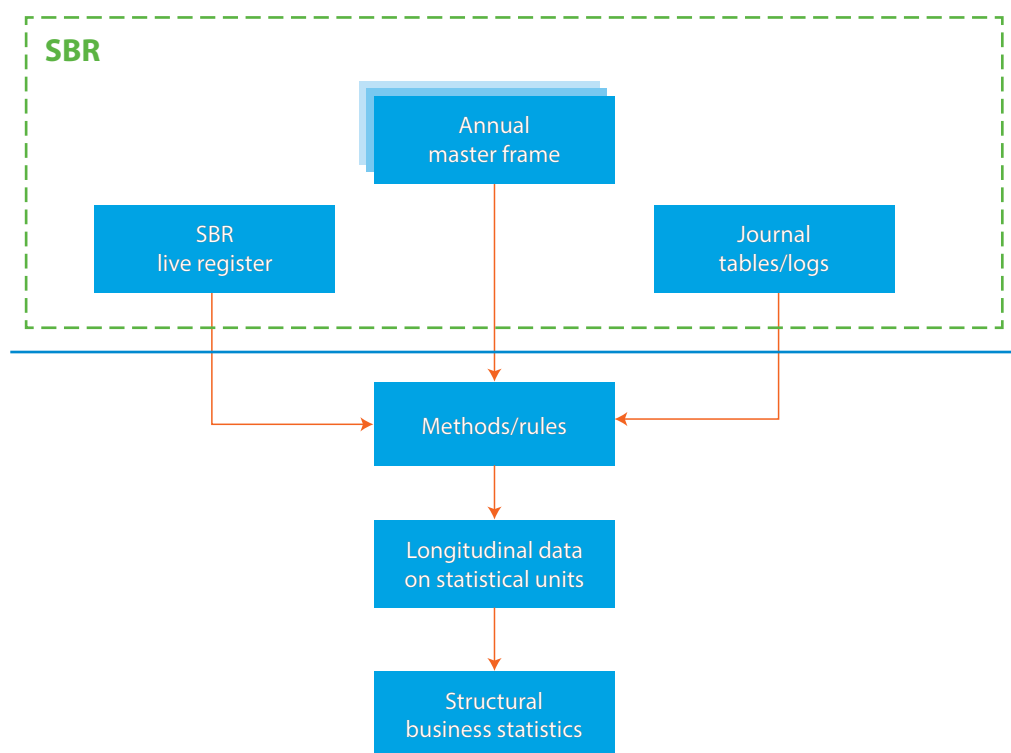 SBR
Annual
master frame
SBR
live register
Journal
tables/logs
Methods/rules
Longitudinal data
on statistical units
Structural
business statistics